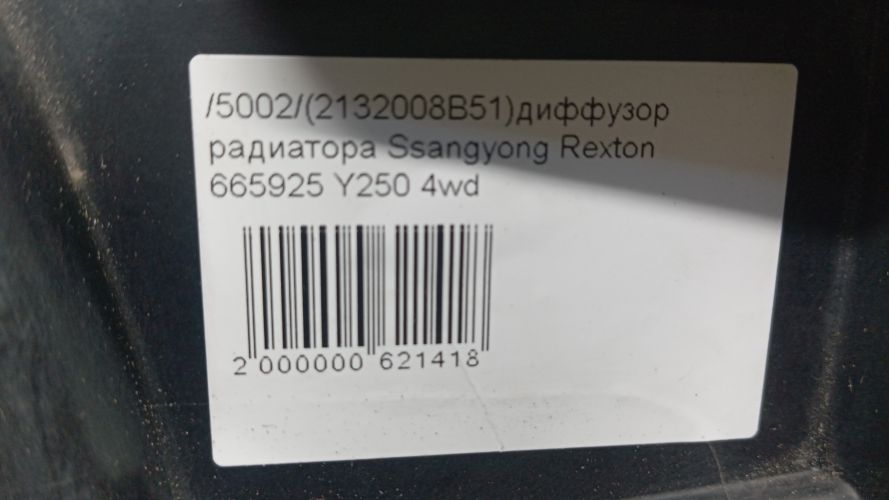 /5002/(2132008B51)диффузор
радиатора Ssangyong Rexton
665925 Y250 4wd
2 000000 621418